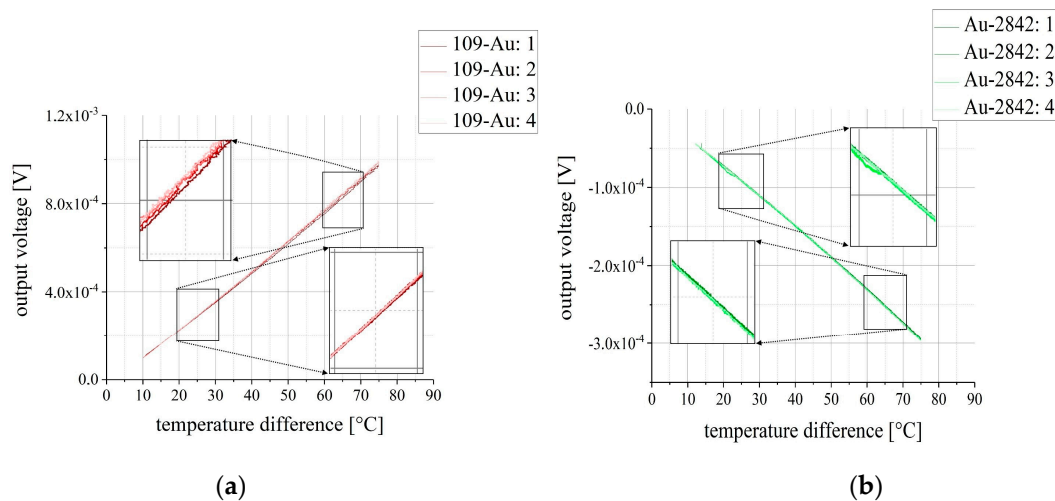 109-Au: 1
109-Au: 2
109-Au: 3
109-Au: 4
1.2x10⁻³
8.0x10⁻⁴
4.0x10⁻⁴
0.0
output voltage [V]
0 10 20 30 40 50 60 70 80 90
temperature difference [°C]
(a)
Au-2842: 1
Au-2842: 2
Au-2842: 3
Au-2842: 4
0.0
-1.0x10⁻⁴
-2.0x10⁻⁴
-3.0x10⁻⁴
output voltage [V]
0 10 20 30 40 50 60 70 80 90
temperature difference [°C]
(b)